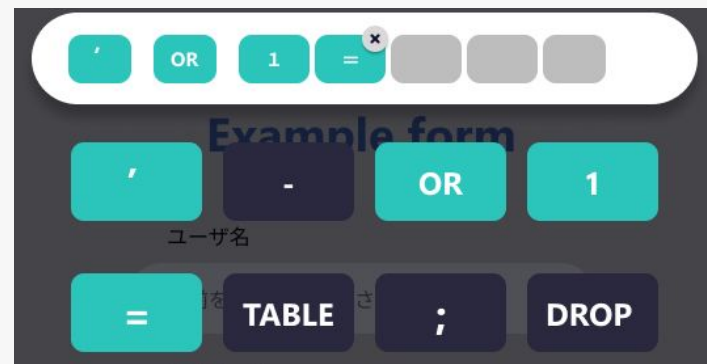 ' OR 1 = ×
Example form
' - OR 1
ユーザ名
= TABLE ; DROP